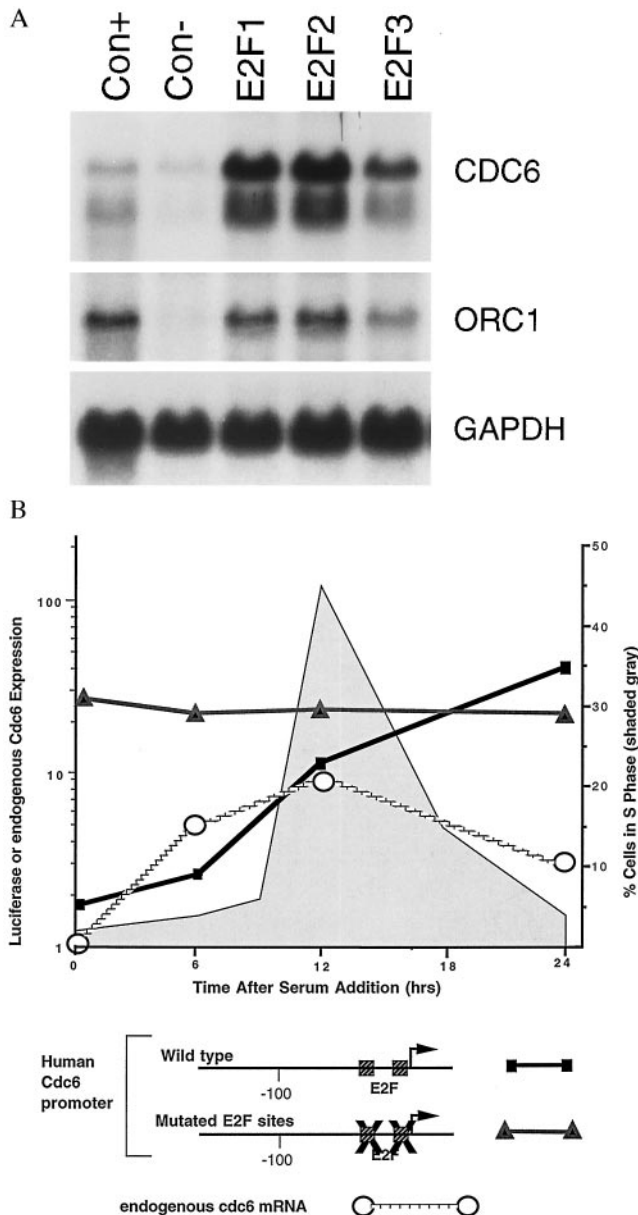 A
Con+ Con- E2F1 E2F2 E2F3
CDC6
ORC1
GAPDH
B
Luciferase or endogenous Cdc6 Expression
100
10
1
50
40
30
20
10
% Cells in S Phase (shaded gray)
0 6 12 18 24
Time After Serum Addition (hrs)
Human
Cdc6
promoter
Wild type
-100
E2F
Mutated E2F sites
-100
E2F
endogenous cdc6 mRNA